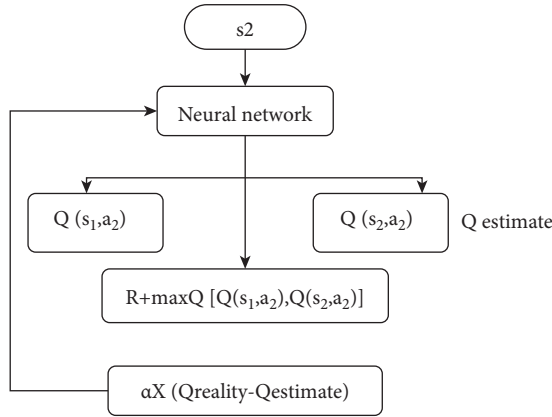 s2
Neural network
Q (s₁,a₂)
Q (s₂,a₂)
Q estimate
R+maxQ [Q(s₁,a₂),Q(s₂,a₂)]
αX (Qreality-Qestimate)